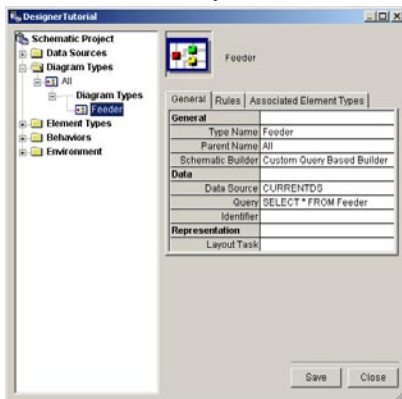 DesignerTutorial
Schematic Project
Data Sources
Diagram Types
All
Diagram Types
Feeder
Element Types
Behaviors
Environment
Feeder
General Rules Associated Element Types
General
Type Name Feeder
Parent Name All
Schematic Builder Custom Query Based Builder
Data
Data Source CURRENTDS
Query SELECT * FROM Feeder
Identifier
Representation
Layout Task
Save Close